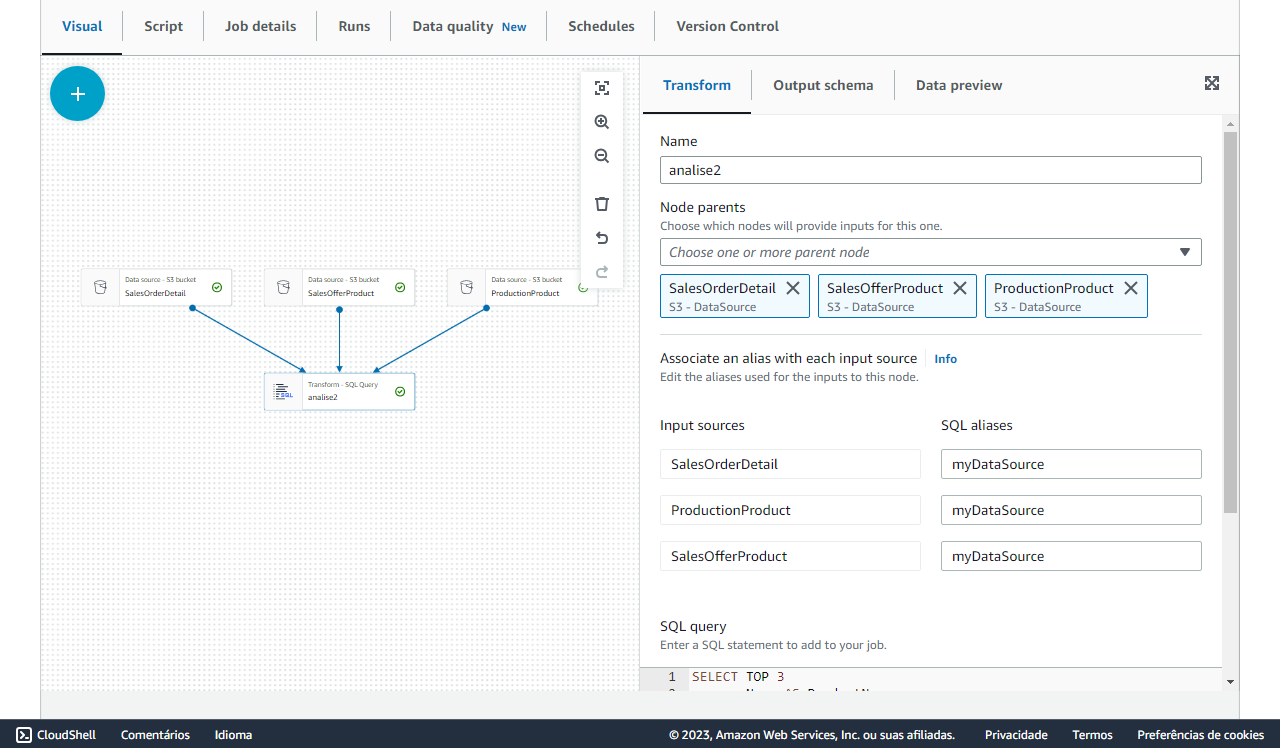 Visual
Script
Job details
Runs
Data quality New
Schedules
Version Control
Transform
Output schema
Data preview
Name
analise2
Node parents
Choose which nodes will provide inputs for this one.
Choose one or more parent node
SalesOrderDetail
S3 - DataSource
SalesOfferProduct
S3 - DataSource
ProductionProduct
S3 - DataSource
Data source - S3 bucket
SalesOrderDetail
Data source - S3 bucket
SalesOfferProduct
Data source - S3 bucket
ProductionProduct
Transform - SQL Query
analise2
SQL
Associate an alias with each input source Info
Edit the aliases used for the inputs to this node.
Input sources SQL aliases
SalesOrderDetail myDataSource
ProductionProduct myDataSource
SalesOfferProduct myDataSource
SQL query
Enter a SQL statement to add to your job.
1 SELECT TOP 3
CloudShell Comentários Idioma © 2023, Amazon Web Services, Inc. ou suas afiliadas. Privacidade Termos Preferências de cookies